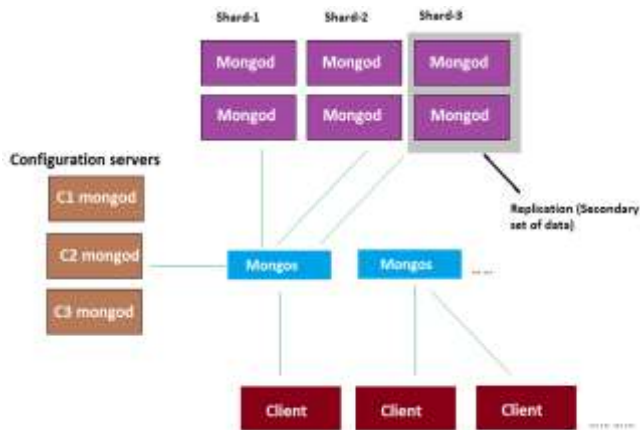 Shard-1 Shard-2 Shard-3
Mongod Mongod Mongod
Mongod Mongod Mongod
Configuration servers
C1 mongod
Replication (Secondary
set of data)
C2 mongod
Mongos Mongos ... ...
C3 mongod
Client Client Client